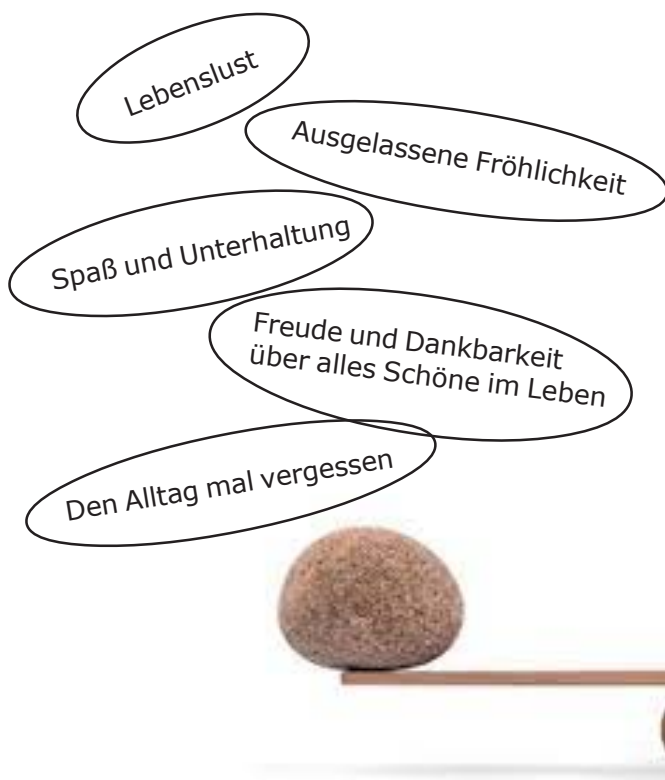 Lebenslust
Ausgelassene Fröhlichkeit
Spaß und Unterhaltung
Freude und Dankbarkeit
über alles Schöne im Leben
Den Alltag mal vergessen